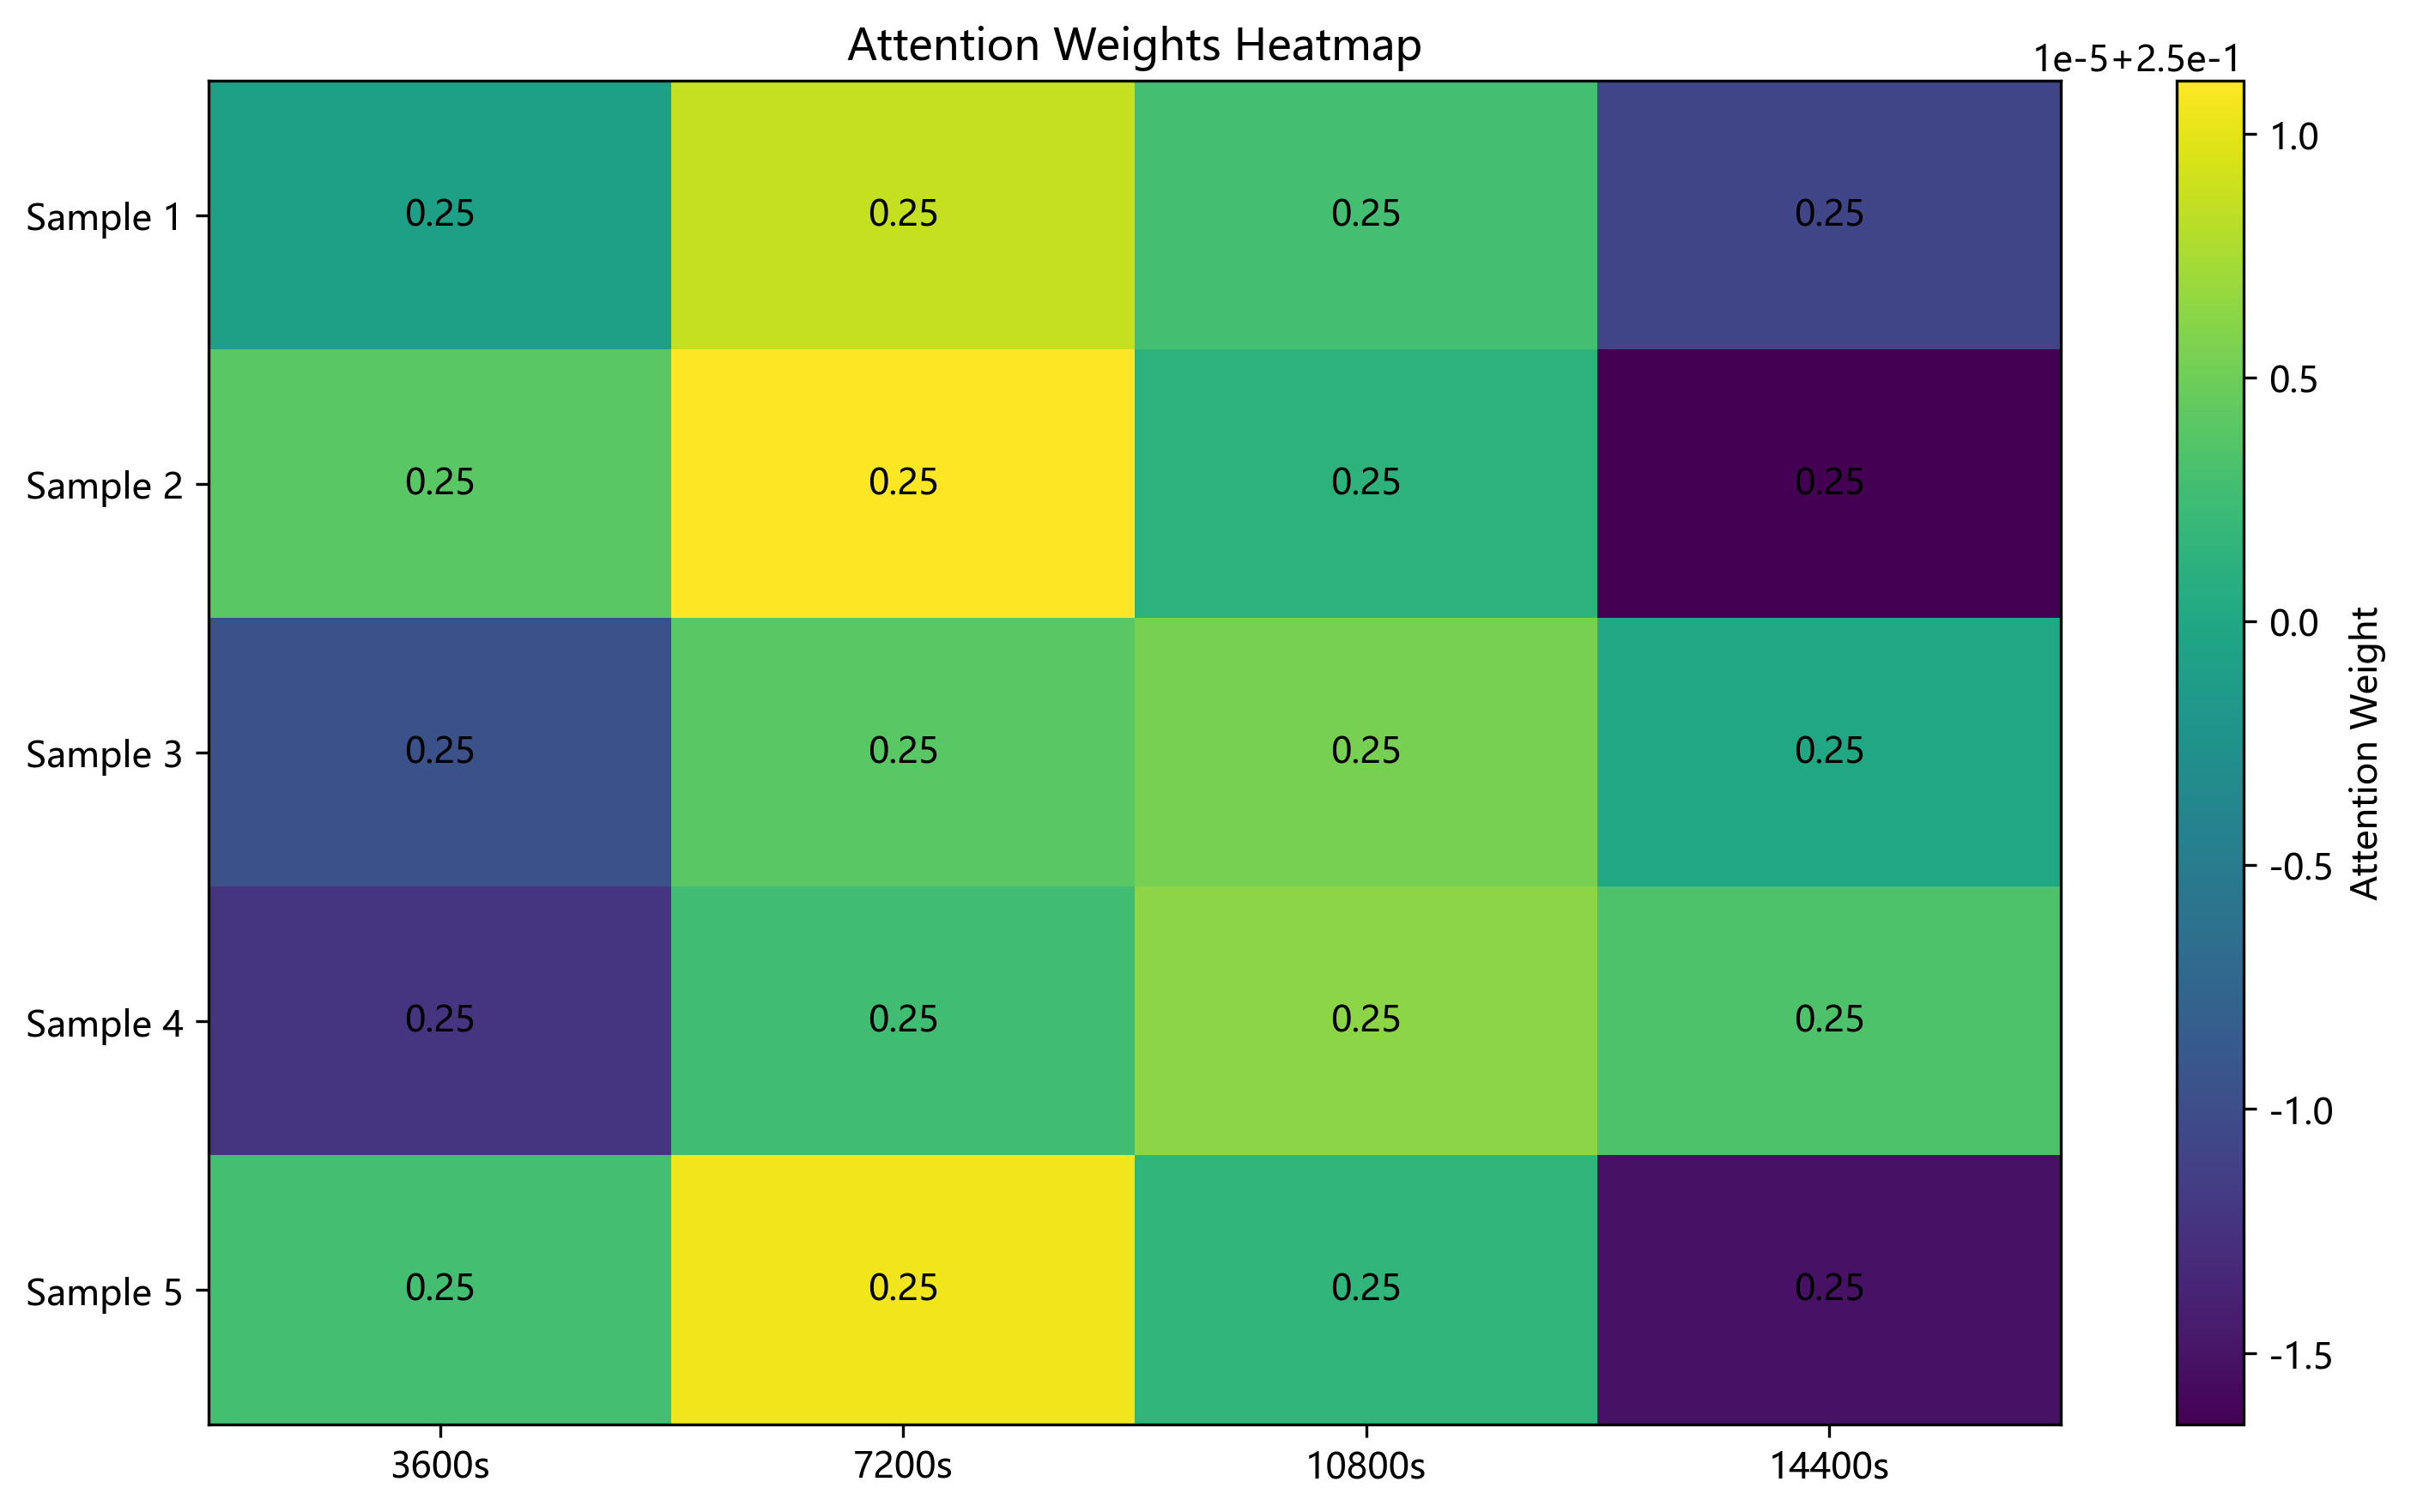 Attention Weights Heatmap
1e-5+2.5e-1
Sample 1 0.25 0.25 0.25 0.25
Sample 2 0.25 0.25 0.25 0.25
Sample 3 0.25 0.25 0.25 0.25
Sample 4 0.25 0.25 0.25 0.25
Sample 5 0.25 0.25 0.25 0.25
3600s 7200s 10800s 14400s
1.0
0.5
0.0
-0.5
-1.0
-1.5
Attention Weight